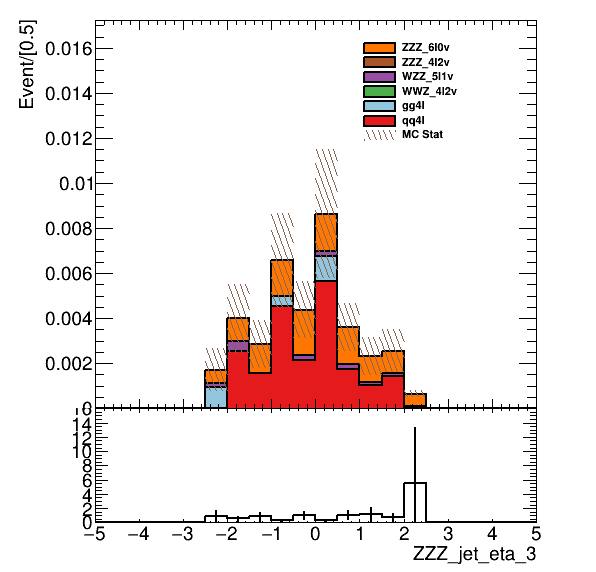 Event/[0.5]
0.016
0.014
0.012
0.01
0.008
0.006
0.004
0.002
0
ZZZ_6l0v
ZZZ_4l2v
WZZ_5l1v
WWZ_4l2v
gg4l
qq4l
MC Stat
14
12
10
8
6
4
2
0
−5 −4 −3 −2 −1 0 1 2 3 4 5
ZZZ_jet_eta_3